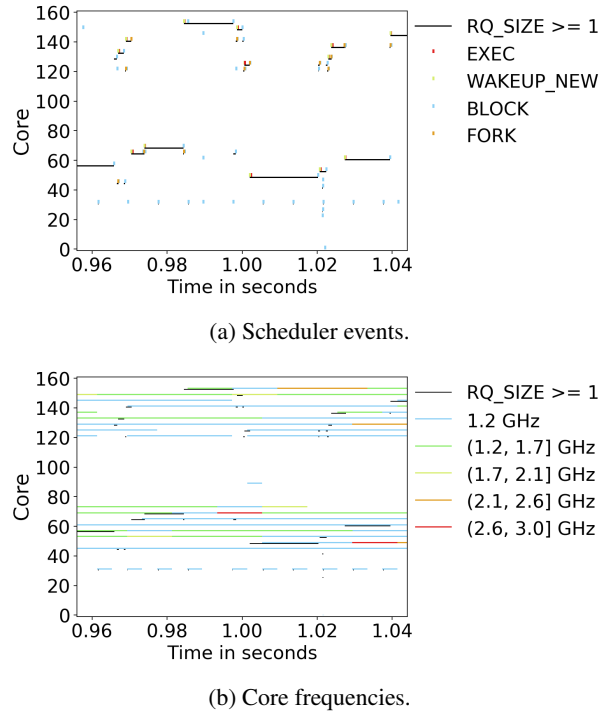 160
140
120
100
80
60
40
20
0
Core
0.96 0.98 1.00 1.02 1.04
Time in seconds
RQ_SIZE >= 1
EXEC
WAKEUP_NEW
BLOCK
FORK
(a) Scheduler events.
160
140
120
100
80
60
40
20
0
Core
0.96 0.98 1.00 1.02 1.04
Time in seconds
RQ_SIZE >= 1
1.2 GHz
(1.2, 1.7] GHz
(1.7, 2.1] GHz
(2.1, 2.6] GHz
(2.6, 3.0] GHz
(b) Core frequencies.